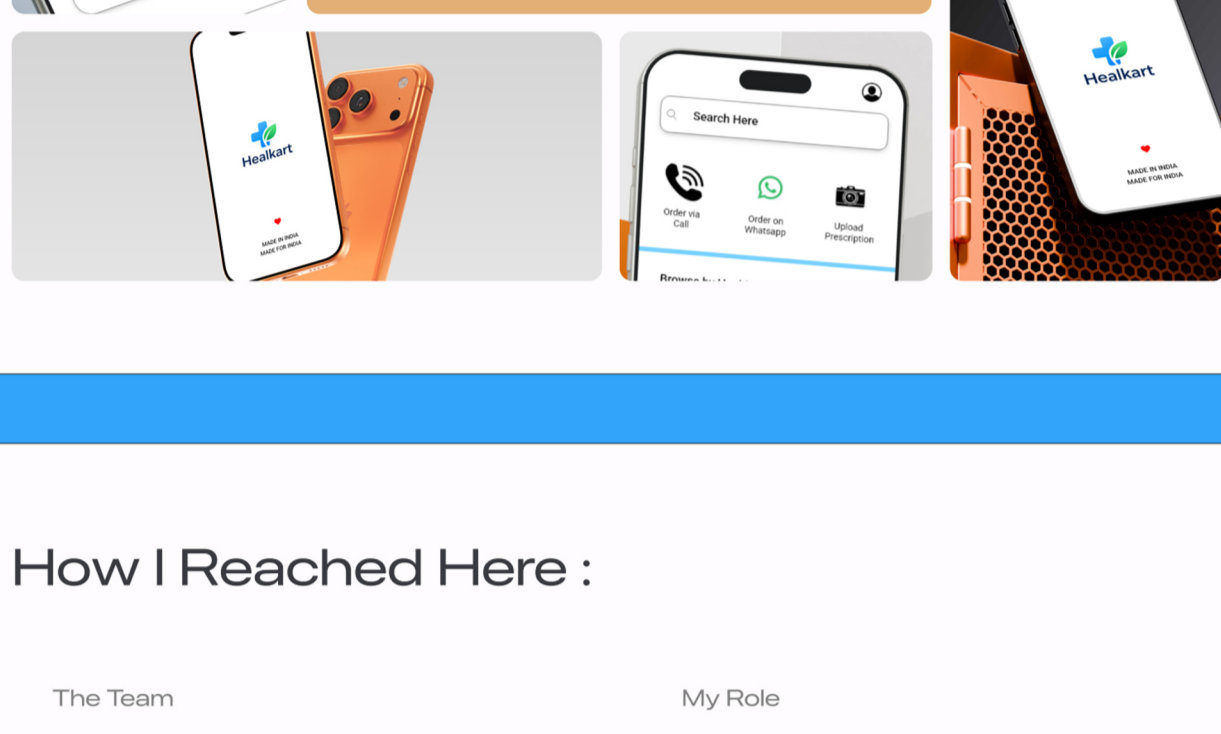 Healkart
MADE IN INDIA
MADE FOR INDIA
Search Here
Order via
Call
Order on
Whatsapp
Upload
Prescription
Healkart
MADE IN INDIA
MADE FOR INDIA
How I Reached Here :
The Team
My Role